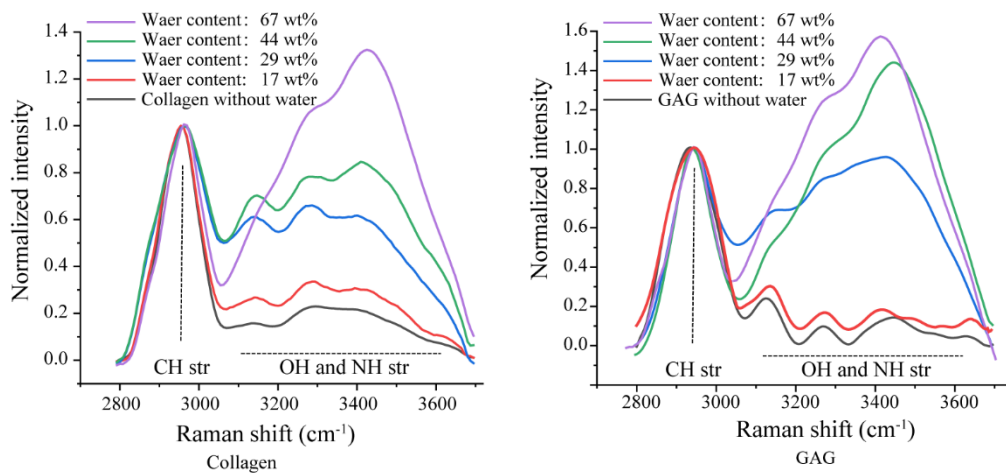 Waer content: 67 wt%
Waer content: 44 wt%
Waer content: 29 wt%
Waer content: 17 wt%
Collagen without water
1.4
1.2
1.0
0.8
0.6
0.4
0.2
0.0
Normalized intensity
CH str
OH and NH str
2800 3000 3200 3400 3600
Raman shift (cm⁻¹)
Collagen
Waer content: 67 wt%
Waer content: 44 wt%
Waer content: 29 wt%
Waer content: 17 wt%
GAG without water
1.6
1.4
1.2
1.0
0.8
0.6
0.4
0.2
0.0
Normalized intensity
CH str
OH and NH str
2800 3000 3200 3400 3600
Raman shift (cm⁻¹)
GAG